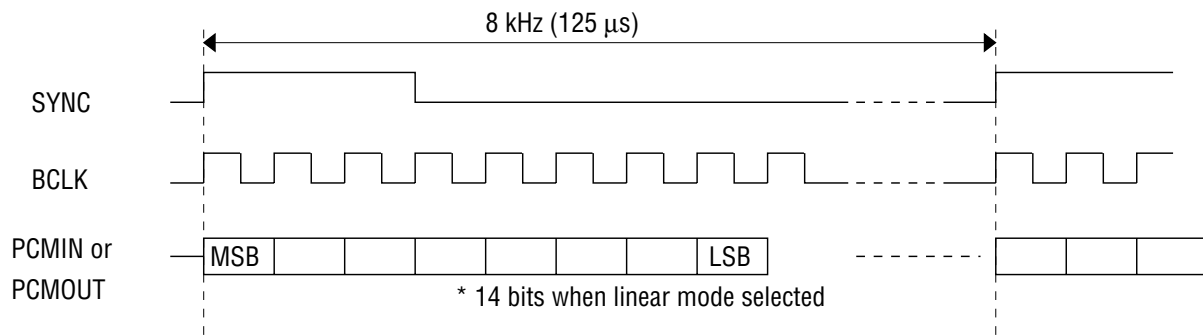 8 kHz (125 μs)
SYNC
BCLK
PCMIN or
PCMOUT
MSB
LSB
* 14 bits when linear mode selected